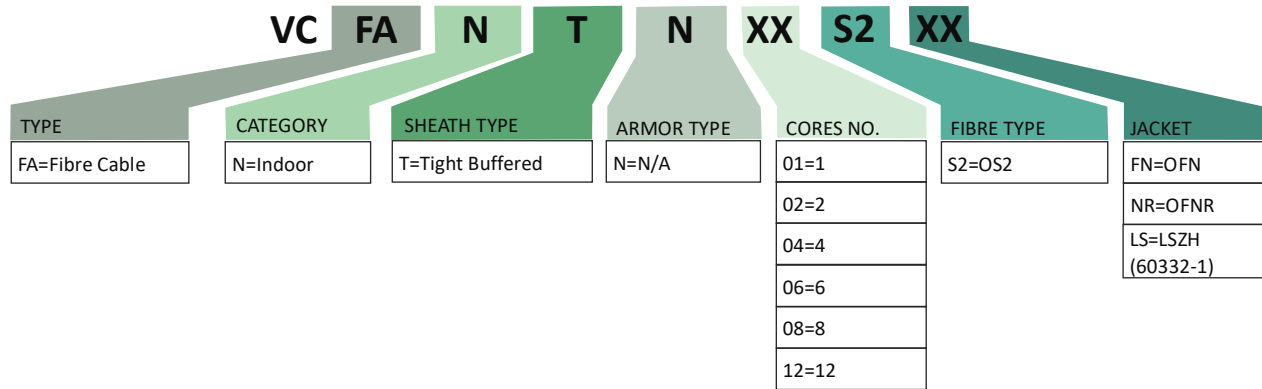 VC FA N T N XX S2 XX
TYPE CATEGORY SHEATH TYPE ARMOR TYPE CORES NO. FIBRE TYPE JACKET
FA=Fibre Cable N=Indoor T=Tight Buffered N=N/A 01=1 S2=OS2 FN=OFN
02=2 NR=OFNR
04=4 LS=LSZH
(60332-1)
06=6
08=8
12=12